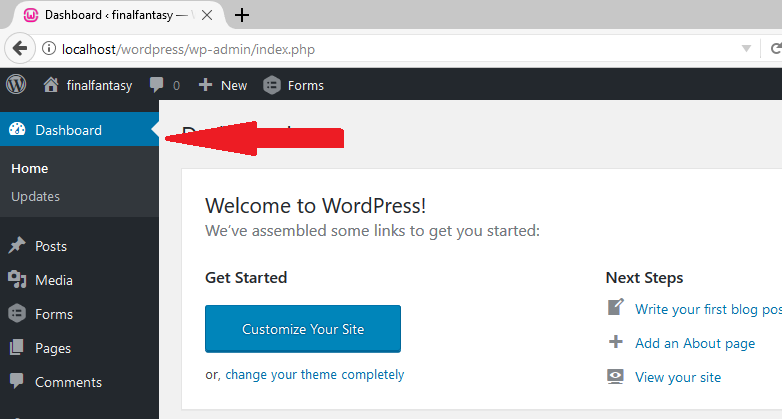 Dashboard ‹ finalfantasy —
localhost/wordpress/wp-admin/index.php
finalfantasy 0 New Forms
Dashboard
Home
Updates
Posts
Media
Forms
Pages
Comments
Welcome to WordPress!
We've assembled some links to get you started:
Get Started
Customize Your Site
or, change your theme completely
Next Steps
Write your first blog pos
Add an About page
View your site